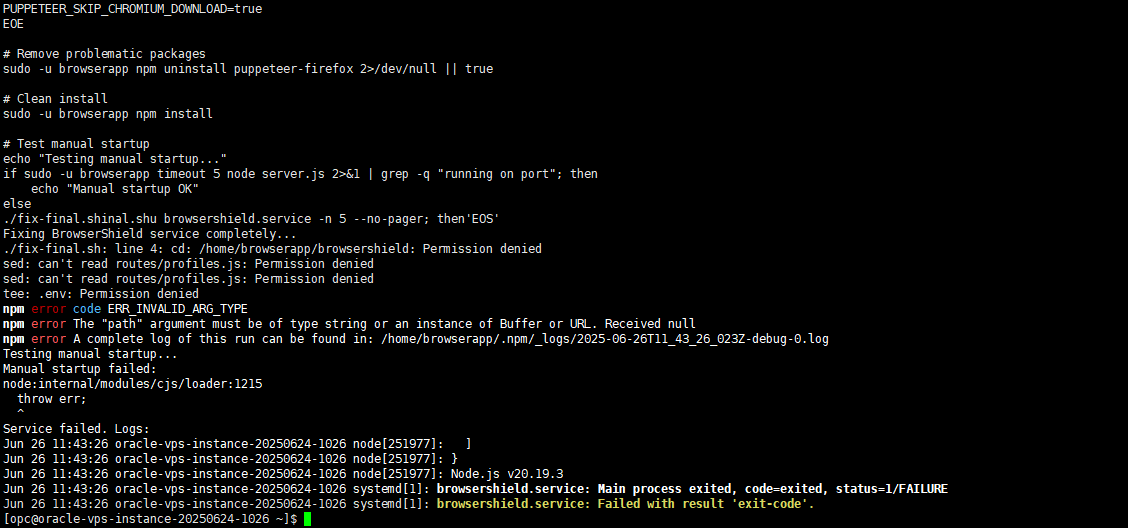 PUPPETEER_SKIP_CHROMIUM_DOWNLOAD=true
EOE
# Remove problematic packages
sudo -u browserapp npm uninstall puppeteer-firefox 2>/dev/null || true
# Clean install
sudo -u browserapp npm install
# Test manual startup
echo "Testing manual startup..."
if sudo -u browserapp timeout 5 node server.js 2>&1 | grep -q "running on port"; then
    echo "Manual startup OK"
else
./fix-final.shinal.shu browsershield.service -n 5 --no-pager; then'EOS'
Fixing BrowserShield service completely...
./fix-final.sh: line 4: cd: /home/browserapp/browsershield: Permission denied
sed: can't read routes/profiles.js: Permission denied
sed: can't read routes/profiles.js: Permission denied
tee: .env: Permission denied
npm error code ERR_INVALID_ARG_TYPE
npm error The "path" argument must be of type string or an instance of Buffer or URL. Received null
npm error A complete log of this run can be found in: /home/browserapp/.npm/_logs/2025-06-26T11_43_26_023Z-debug-0.log
Testing manual startup...
Manual startup failed:
node:internal/modules/cjs/loader:1215
  throw err;
  ^
Service failed. Logs:
Jun 26 11:43:26 oracle-vps-instance-20250624-1026 node[251977]:   ]
Jun 26 11:43:26 oracle-vps-instance-20250624-1026 node[251977]: }
Jun 26 11:43:26 oracle-vps-instance-20250624-1026 node[251977]: Node.js v20.19.3
Jun 26 11:43:26 oracle-vps-instance-20250624-1026 systemd[1]: browsershield.service: Main process exited, code=exited, status=1/FAILURE
Jun 26 11:43:26 oracle-vps-instance-20250624-1026 systemd[1]: browsershield.service: Failed with result 'exit-code'.
[opc@oracle-vps-instance-20250624-1026 ~]$